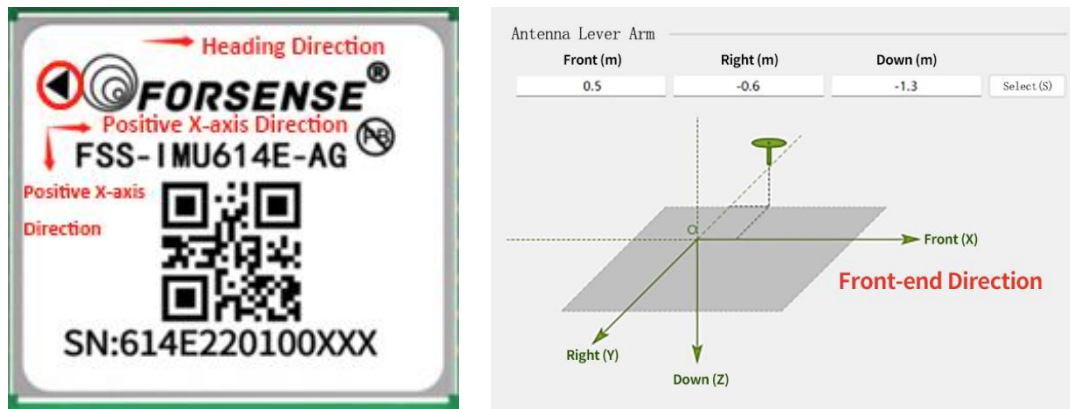 Heading Direction
FORSENSE®
Positive X-axis Direction
PB
FSS-IMU614E-AG
Positive X-axis
Direction
SN:614E220100XXX
Antenna Lever Arm
Front (m) Right (m) Down (m)
0.5 -0.6 -1.3 Select(S)
O
Front (X)
Front-end Direction
Right (Y)
Down (Z)